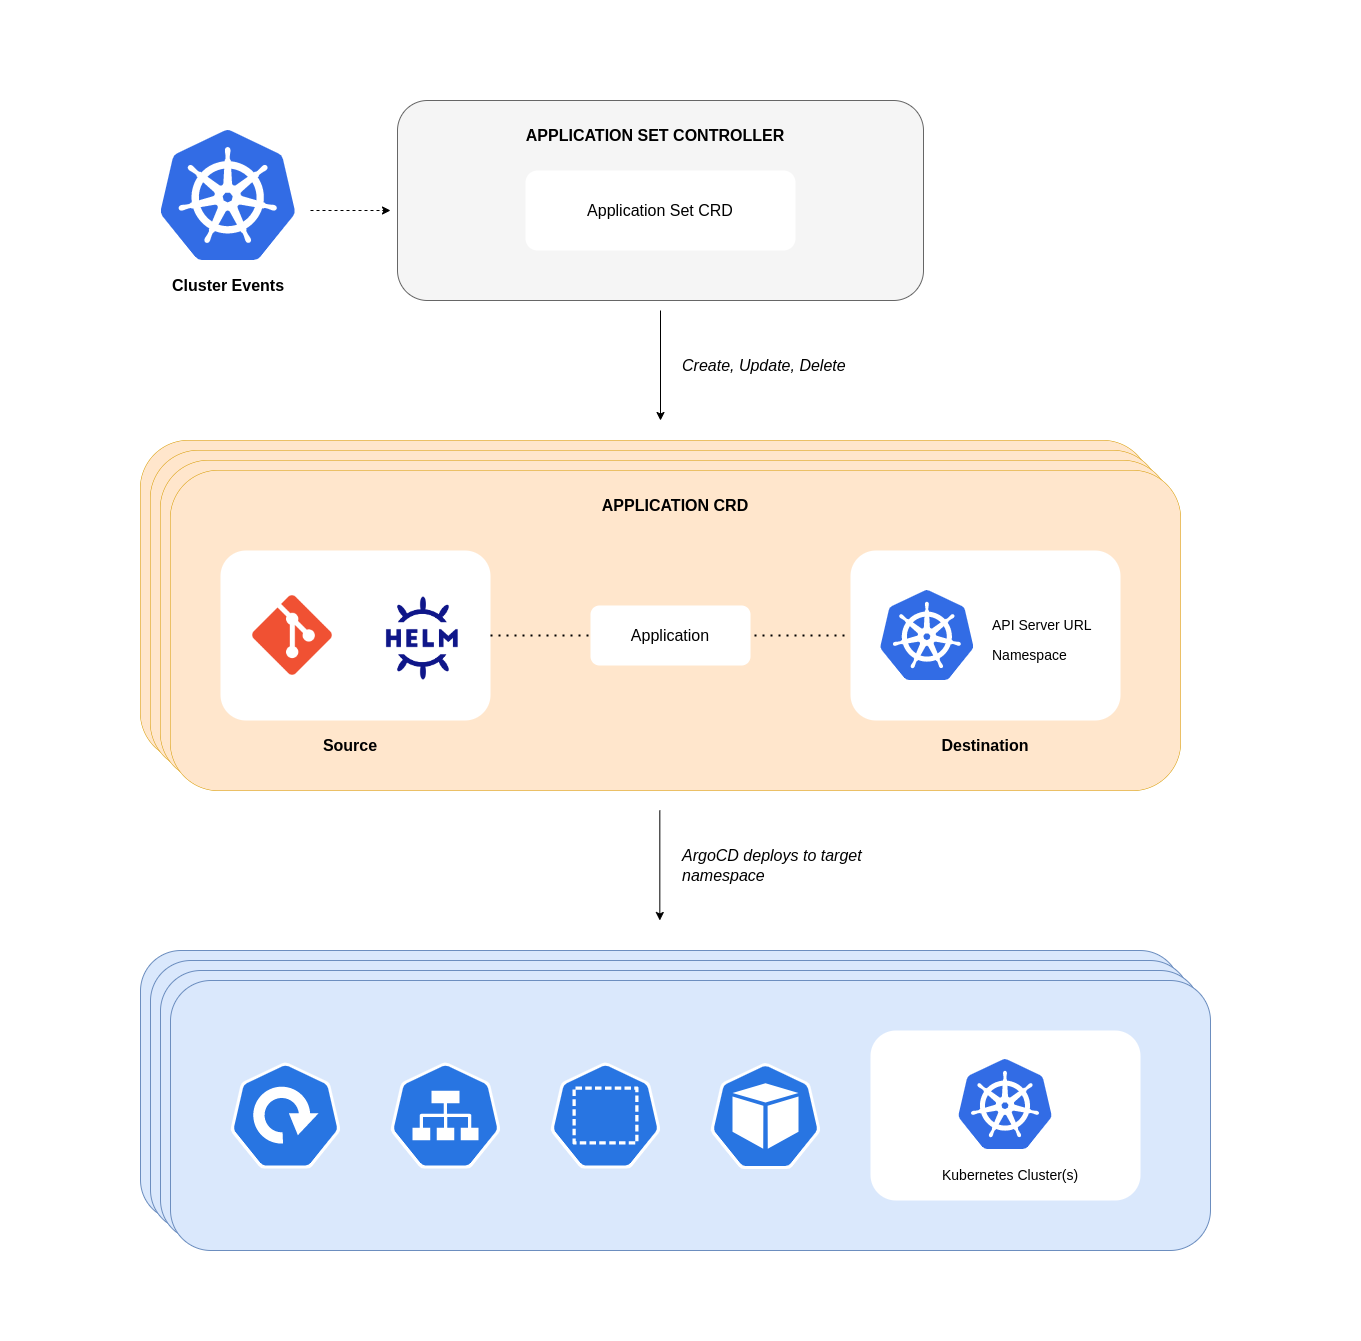 APPLICATION SET CONTROLLER
Application Set CRD
Cluster Events
Create, Update, Delete
APPLICATION CRD
HELM
Application
API Server URL
Namespace
Source
Destination
ArgoCD deploys to target
namespace
Kubernetes Cluster(s)